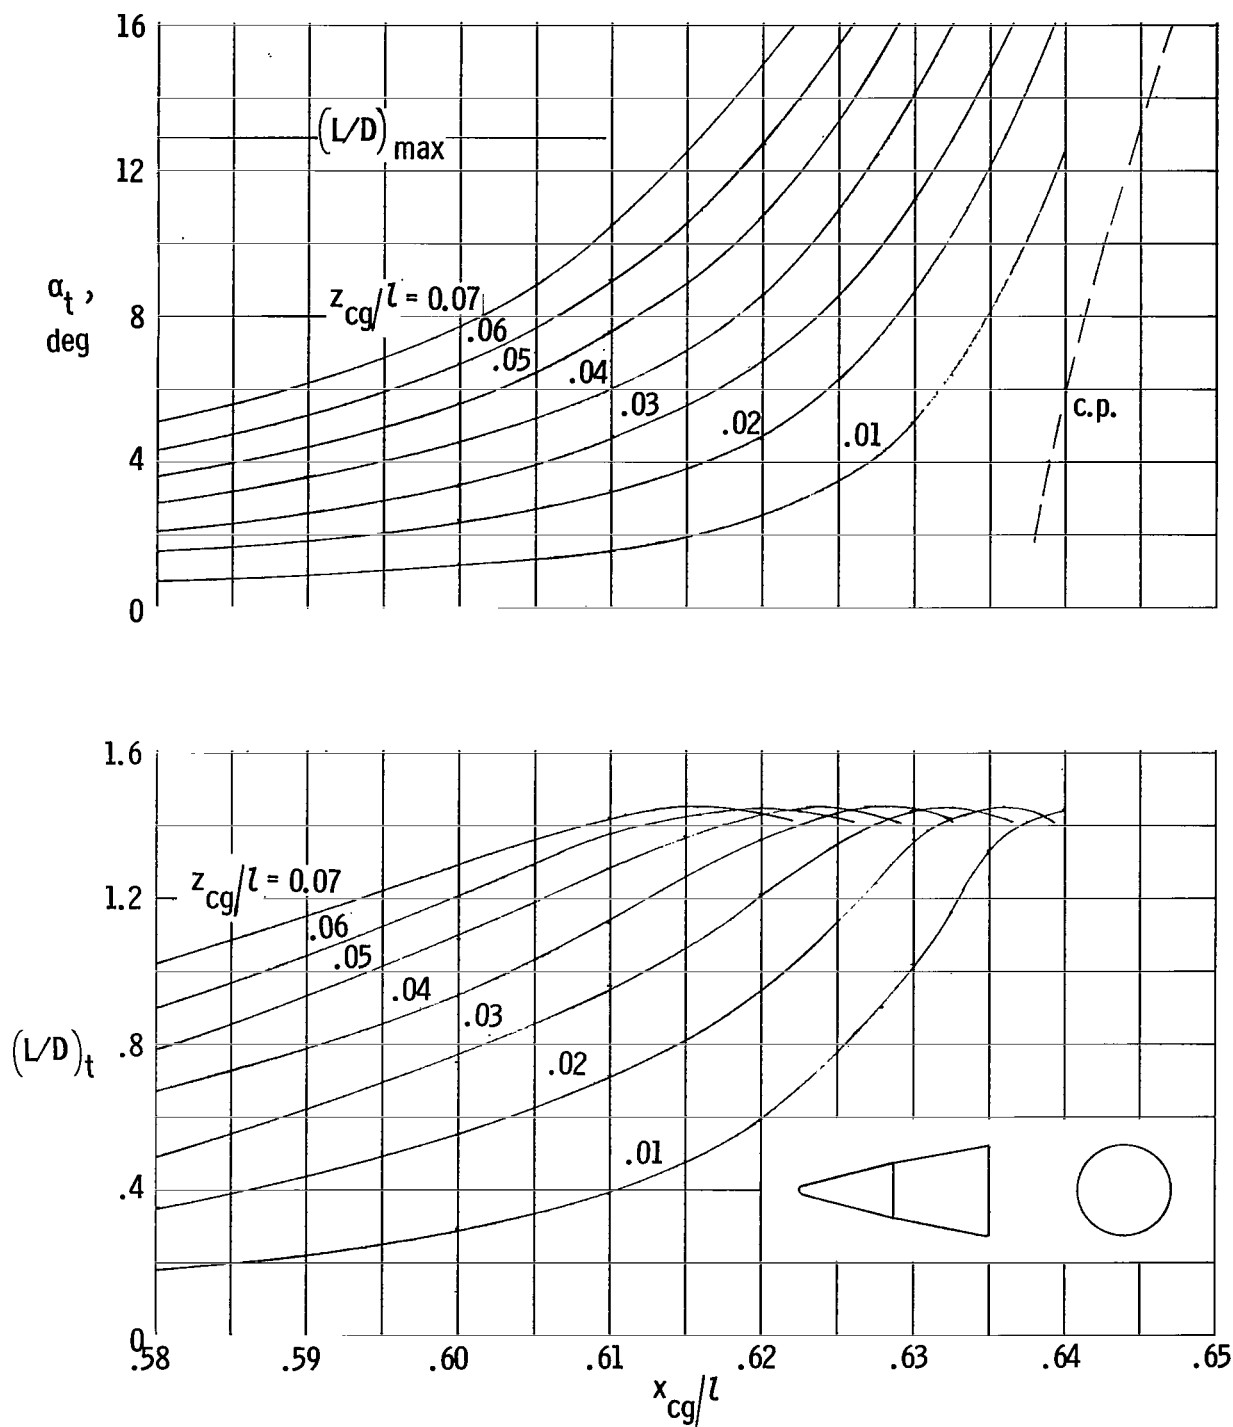 16
(L/D)max
12
αt,
deg
zcg/l = 0.07
8
.06
.05
.04
.03
.02
.01
c.p.
4
0
1.6
zcg/l = 0.07
1.2
.06
.05
.04
.03
(L/D)t
.8
.02
.01
.4
0
.58 .59 .60 .61 .62 .63 .64 .65
xcg/l